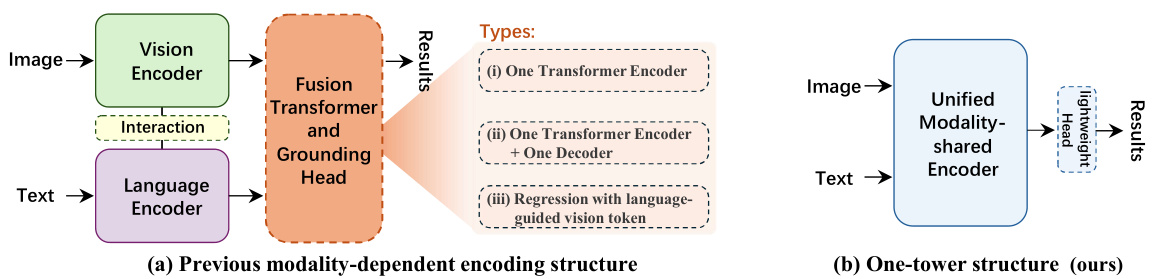 Image
Vision
Encoder
Interaction
Text
Language
Encoder
Fusion
Transformer
and
Grounding
Head
Results
Types:
(i) One Transformer Encoder
(ii) One Transformer Encoder
+ One Decoder
(iii) Regression with language-
guided vision token
(a) Previous modality-dependent encoding structure
Image
Text
Unified
Modality-
shared
Encoder
lightweight
Head
Results
(b) One-tower structure (ours)